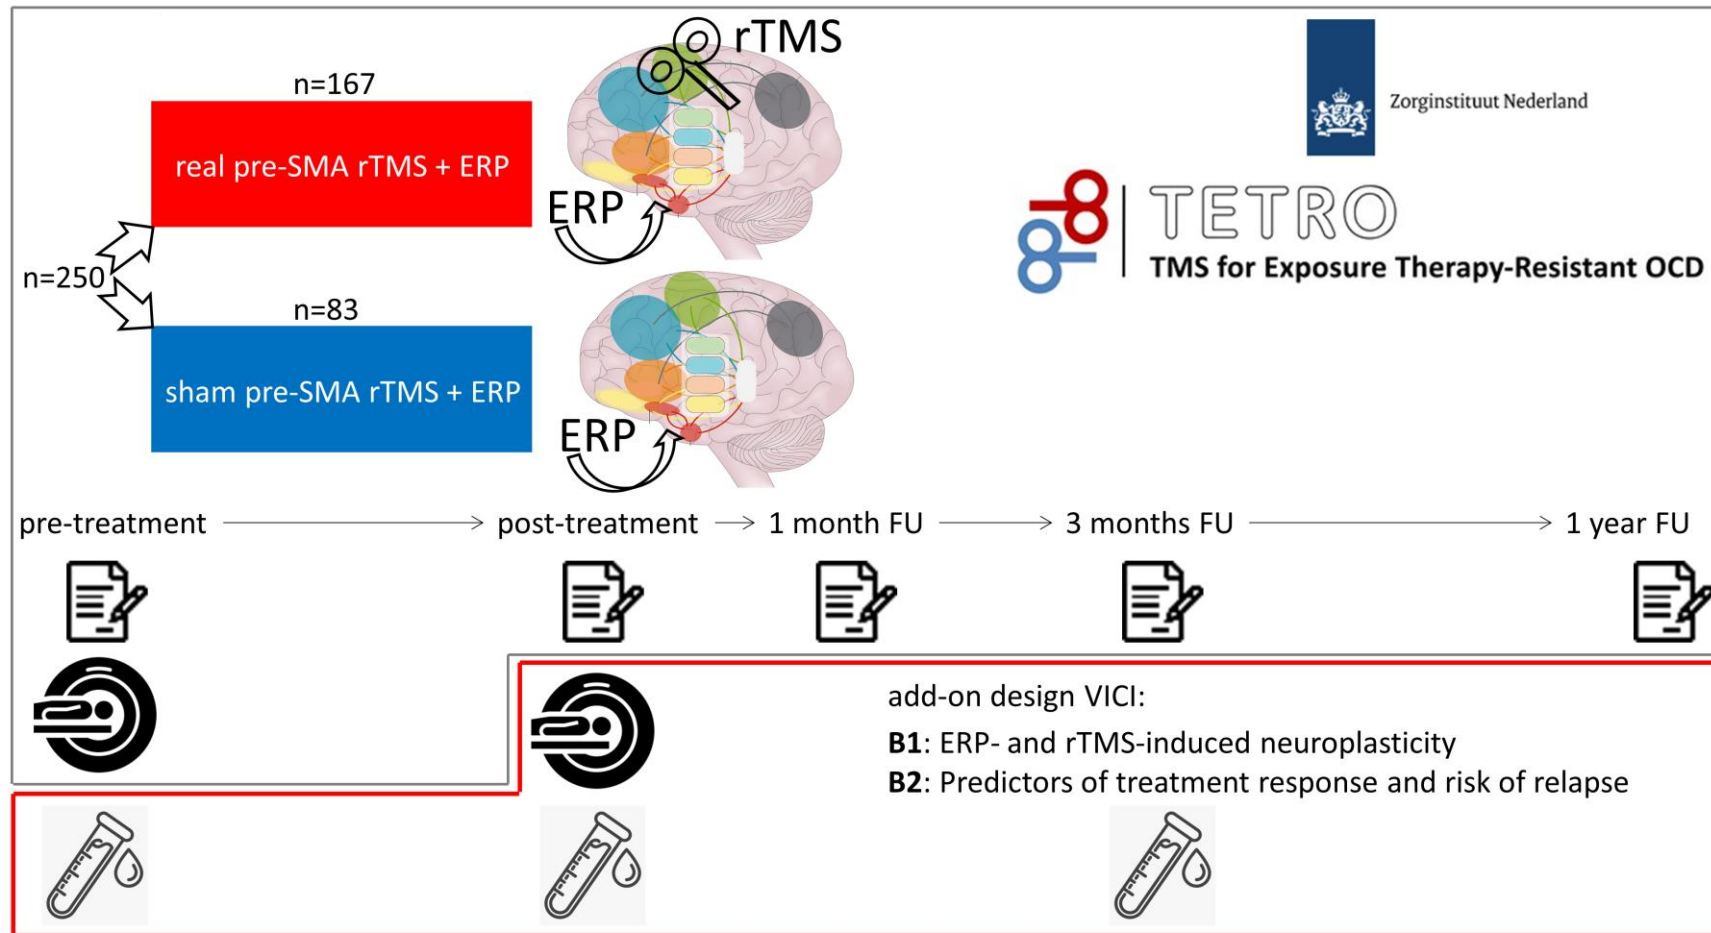 n=250
n=167
real pre-SMA rTMS + ERP
n=83
sham pre-SMA rTMS + ERP
rTMS
ERP
ERP
Zorginstituut Nederland
TETRO
TMS for Exposure Therapy-Resistant OCD
pre-treatment
post-treatment
1 month FU
3 months FU
1 year FU
add-on design VICI:
B1: ERP- and rTMS-induced neuroplasticity
B2: Predictors of treatment response and risk of relapse